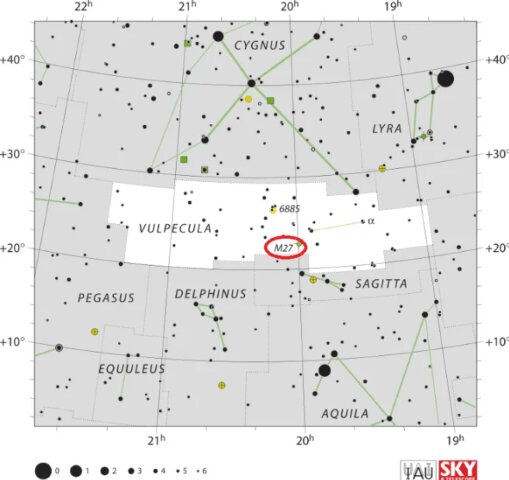 22h 21h 20h 19h
+40° CYGNUS +40°
LYRA
+30° +30°
6885
α
VULPECULA
M27
+20° +20°
SAGITTA
PEGASUS DELPHINUS
+10° +10°
EQUULEUS
AQUILA
21h 20h 19h
0 1 2 3 4 5 6
IAU SKY
& TELESCOPE